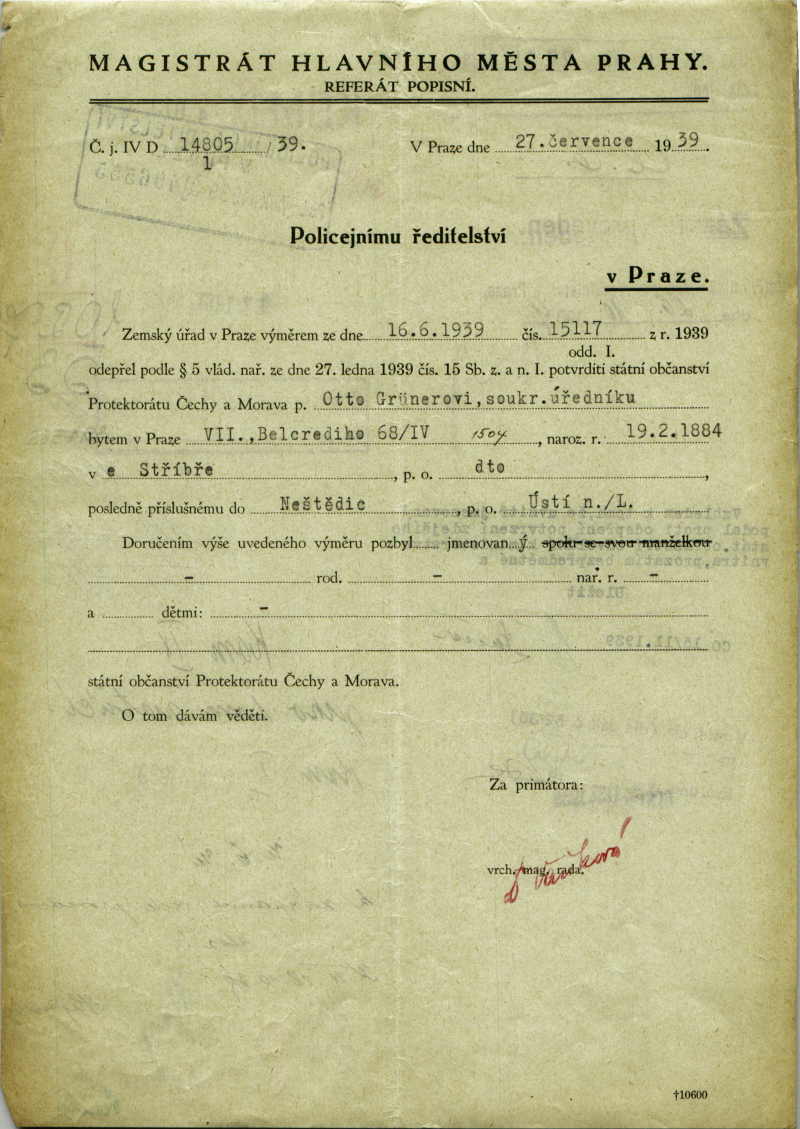 MAGISTRÁT HLAVNÍHO MĚSTA PRAHY.
REFERÁT POPISNÍ.
Č. j. IV D 14805/39. V Praze dne 27.července 1939.
1
Policejnímu ředitelství
v Praze.
Zemský úřad v Praze výměrem ze dne 16.6.1939 čís. 15117 z r. 1939
odd. I.
odepřel podle § 5 vlád. nař. ze dne 27. ledna 1939 čís. 15 Sb. z. a n. I. potvrditi státní občanství
Protektorátu Čechy a Morava p. Otto Grünerovi,soukr.úředníku
bytem v Praze VII.,Belcrediho 68/IV 1504, naroz. r. 19.2.1884
v e Stříbře, p. o. dto,
posledně příslušnému do Neštědic, p. o. Ústí n./L.
Doručením výše uvedeného výměru pozbyl jmenovan ý spolu se svou manželkou
– rod. – nar. r. –
a dětmi: –
státní občanství Protektorátu Čechy a Morava.
O tom dávám věděti.
Za primátora:
vrch. mag. rada.
†10600